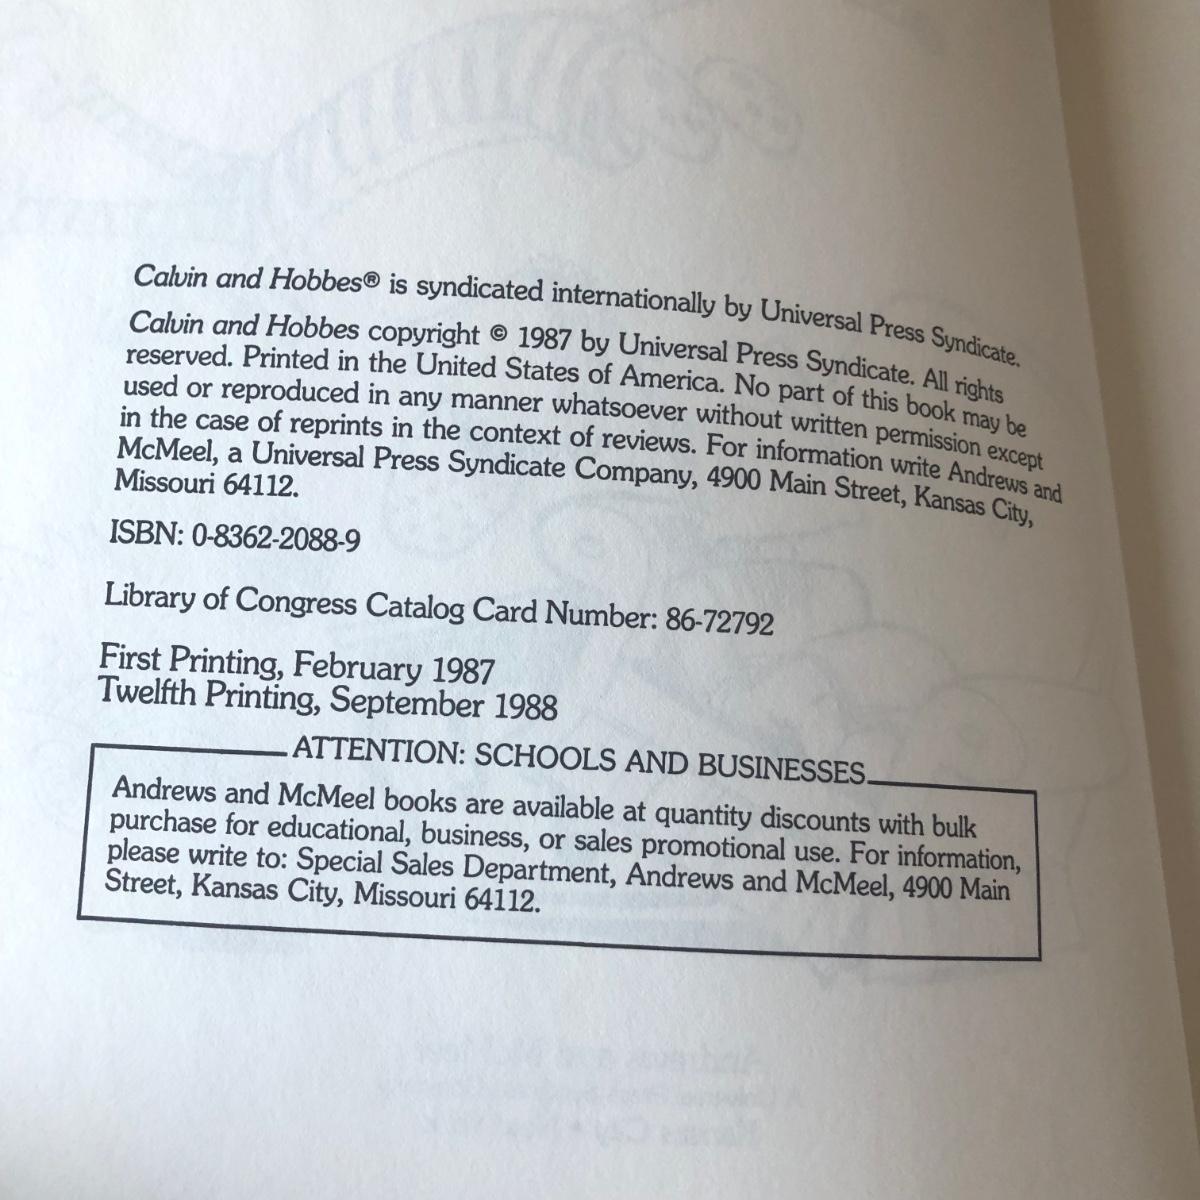 Calvin and Hobbes® is syndicated internationally by Universal Press Syndicate.
Calvin and Hobbes copyright © 1987 by Universal Press Syndicate. All rights
reserved. Printed in the United States of America. No part of this book may be
used or reproduced in any manner whatsoever without written permission except
in the case of reprints in the context of reviews. For information write Andrews and
McMeel, a Universal Press Syndicate Company, 4900 Main Street, Kansas City,
Missouri 64112.
ISBN: 0-8362-2088-9
Library of Congress Catalog Card Number: 86-72792
First Printing, February 1987
Twelfth Printing, September 1988
ATTENTION: SCHOOLS AND BUSINESSES
Andrews and McMeel books are available at quantity discounts with bulk
purchase for educational, business, or sales promotional use. For information,
please write to: Special Sales Department, Andrews and McMeel, 4900 Main
Street, Kansas City, Missouri 64112.